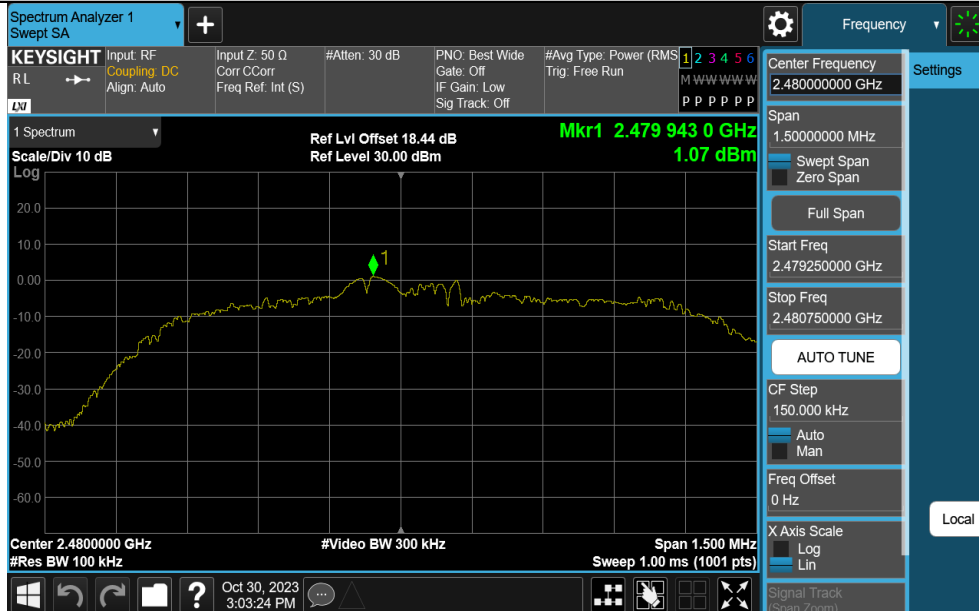 Spectrum Analyzer 1
Swept SA
+
Frequency
KEYSIGHT
R L
LXI
Input: RF
Coupling: DC
Align: Auto
Input Z: 50 Ω
Corr CCorr
Freq Ref: Int (S)
#Atten: 30 dB
PNO: Best Wide
Gate: Off
IF Gain: Low
Sig Track: Off
#Avg Type: Power (RMS
Trig: Free Run
1 2 3 4 5 6
M W W W W W
P P P P P P
1 Spectrum
Scale/Div 10 dB
Log
Ref Lvl Offset 18.44 dB
Ref Level 30.00 dBm
Mkr1 2.479 943 0 GHz
1.07 dBm
20.0
10.0
0.00
-10.0
-20.0
-30.0
-40.0
-50.0
-60.0
1
Center 2.4800000 GHz
#Res BW 100 kHz
#Video BW 300 kHz
Span 1.500 MHz
Sweep 1.00 ms (1001 pts)
Center Frequency
2.480000000 GHz
Settings
Span
1.50000000 MHz
Swept Span
Zero Span
Full Span
Start Freq
2.479250000 GHz
Stop Freq
2.480750000 GHz
AUTO TUNE
CF Step
150.000 kHz
Auto
Man
Freq Offset
0 Hz
Local
X Axis Scale
Log
Lin
Signal Track
(Span Zoom)
?
Oct 30, 2023
3:03:24 PM